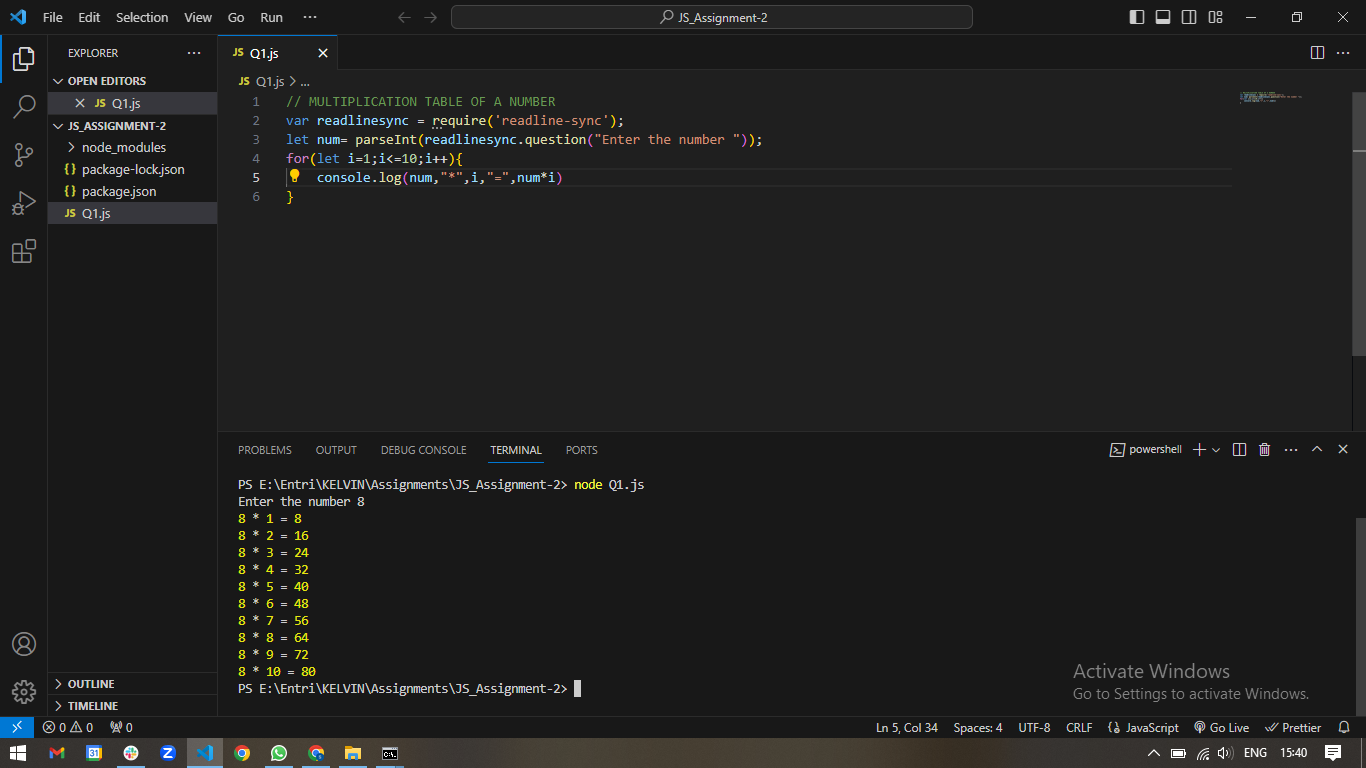 File Edit Selection View Go Run ··· JS_Assignment-2
EXPLORER ···
OPEN EDITORS
JS Q1.js
JS_ASSIGNMENT-2
node_modules
{} package-lock.json
{} package.json
JS Q1.js
OUTLINE
TIMELINE
JS Q1.js
JS Q1.js > ...
1 // MULTIPLICATION TABLE OF A NUMBER
2 var readlinesync = require('readline-sync');
3 let num= parseInt(readlinesync.question("Enter the number "));
4 for(let i=1;i<=10;i++){
5 console.log(num,"*",i,"=",num*i)
6 }
PROBLEMS OUTPUT DEBUG CONSOLE TERMINAL PORTS powershell
PS E:\Entri\KELVIN\Assignments\JS_Assignment-2> node Q1.js
Enter the number 8
8 * 1 = 8
8 * 2 = 16
8 * 3 = 24
8 * 4 = 32
8 * 5 = 40
8 * 6 = 48
8 * 7 = 56
8 * 8 = 64
8 * 9 = 72
8 * 10 = 80
PS E:\Entri\KELVIN\Assignments\JS_Assignment-2>
Activate Windows
Go to Settings to activate Windows.
0 0 0 Ln 5, Col 34 Spaces: 4 UTF-8 CRLF {} JavaScript Go Live Prettier
31 Z C:\. ENG 15:40